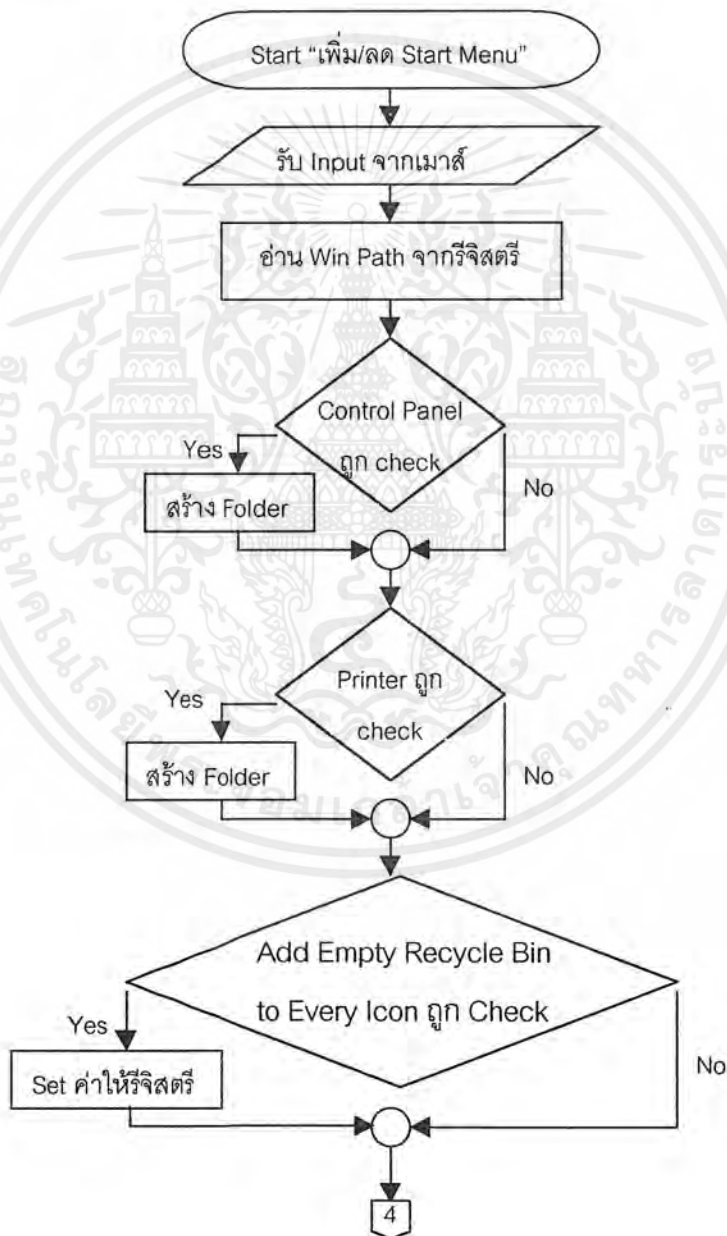 Start “เพิ่ม/ลด Start Menu”
รับ Input จากเมาส์
อ่าน Win Path จากรีจิสตรี
Control Panel
ถูก check
Yes
No
สร้าง Folder
Printer ถูก
check
Yes
No
สร้าง Folder
Add Empty Recycle Bin
to Every Icon ถูก Check
Yes
No
Set ค่าให้รีจิสตรี
4